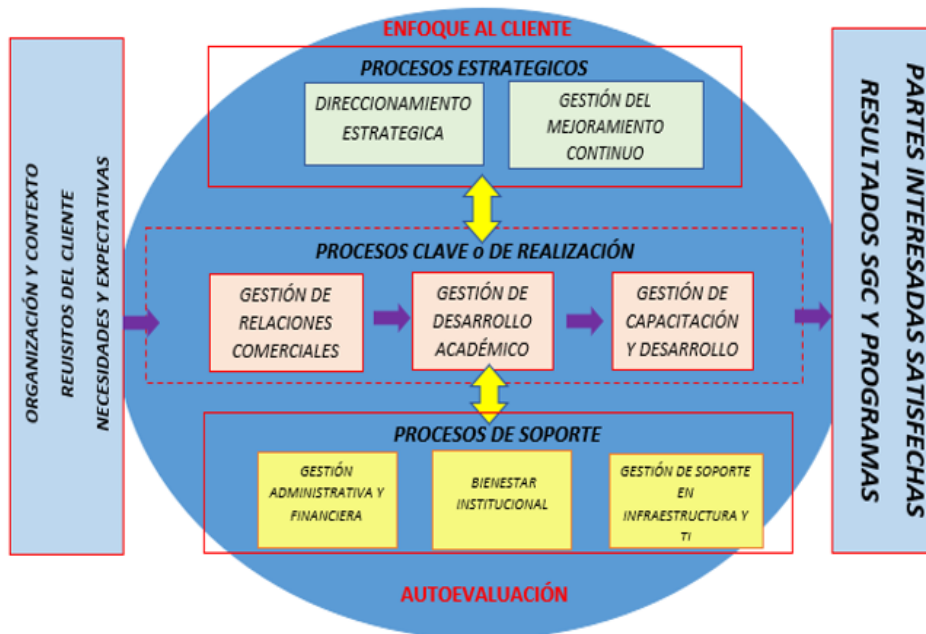 ENFOQUE AL CLIENTE
PROCESOS ESTRATEGICOS
DIRECCIONAMIENTO
ESTRATEGICA
GESTIÓN DEL
MEJORAMIENTO
CONTINUO
ORGANIZACIÓN Y CONTEXTO
REUISITOS DEL CLIENTE
NECESIDADES Y EXPECTATIVAS
PROCESOS CLAVE ó DE REALIZACIÓN
GESTIÓN DE
RELACIONES
COMERCIALES
GESTIÓN DE
DESARROLLO
ACADÉMICO
GESTIÓN DE
CAPACITACIÓN
Y DESARROLLO
PROCESOS DE SOPORTE
GESTIÓN
ADMINISTRATIVA Y
FINANCIERA
BIENESTAR
INSTITUCIONAL
GESTIÓN DE SOPORTE
EN
INFRAESTRUCTURA Y
TI
AUTOEVALUACIÓN
PARTES INTERESADAS SATISFECHAS
RESULTADOS SGC Y PROGRAMAS